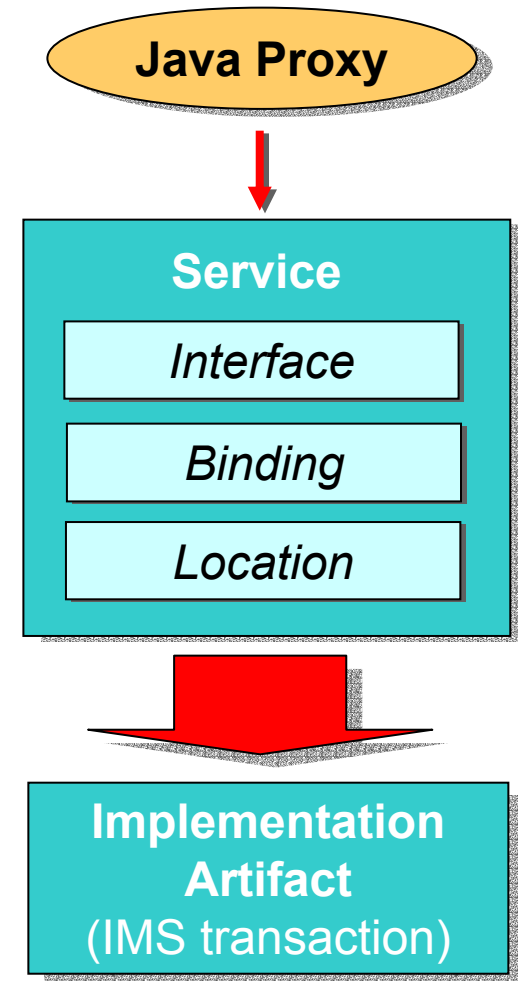 Java Proxy
Service
Interface
Binding
Location
Implementation
Artifact
(IMS transaction)